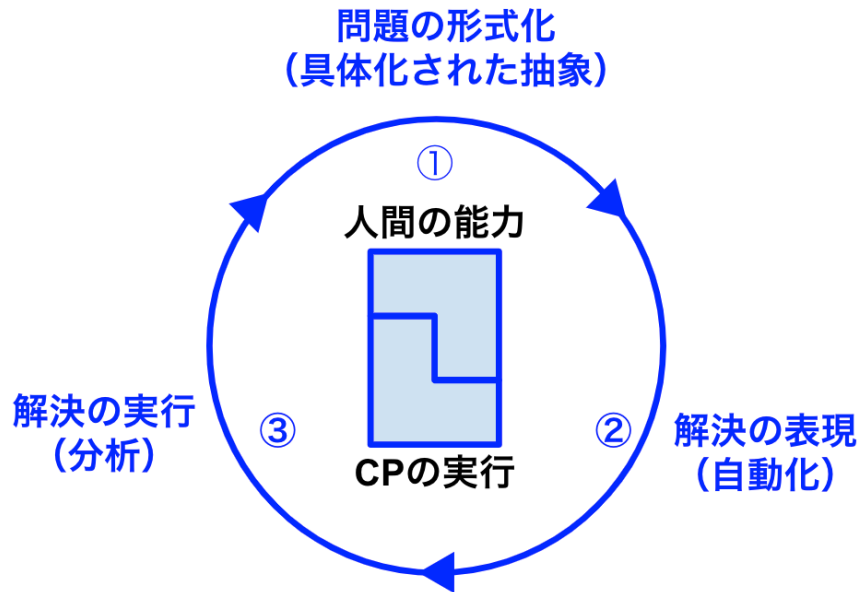 問題の形式化
（具体化された抽象）
①
人間の能力
解決の実行
（分析）
③
②
解決の表現
（自動化）
CPの実行